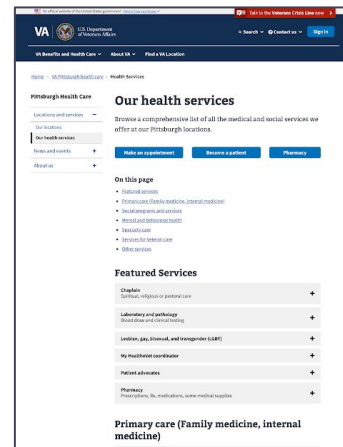 An official website of the United States government
Talk to the Veterans Crisis Line now
VA
U.S. Department
of Veterans Affairs
Search
Contact us
Sign in
VA Benefits and Health Care
About VA
Find a VA Location
Home
VA Pittsburgh health care
Health Services
Pittsburgh Health Care
Locations and services
Our locations
Our health services
News and events
About us
Our health services
Browse a comprehensive list of all the medical and social services we
offer at our Pittsburgh locations.
Make an appointment
Become a patient
Pharmacy
On this page
Featured services
Primary care (Family medicine, internal medicine)
Social programs and services
Mental and behavioral health
Specialty care
Services for Veteran care
Other services
Featured Services
Chaplain
Spiritual, religious or pastoral care
Laboratory and pathology
Blood draw and clinical testing
Lesbian, gay, bisexual, and transgender (LGBT)
My HealtheVet coordinator
Patient advocates
Pharmacy
Prescriptions, Rx, medications, some medical supplies
Primary care (Family medicine, internal
medicine)